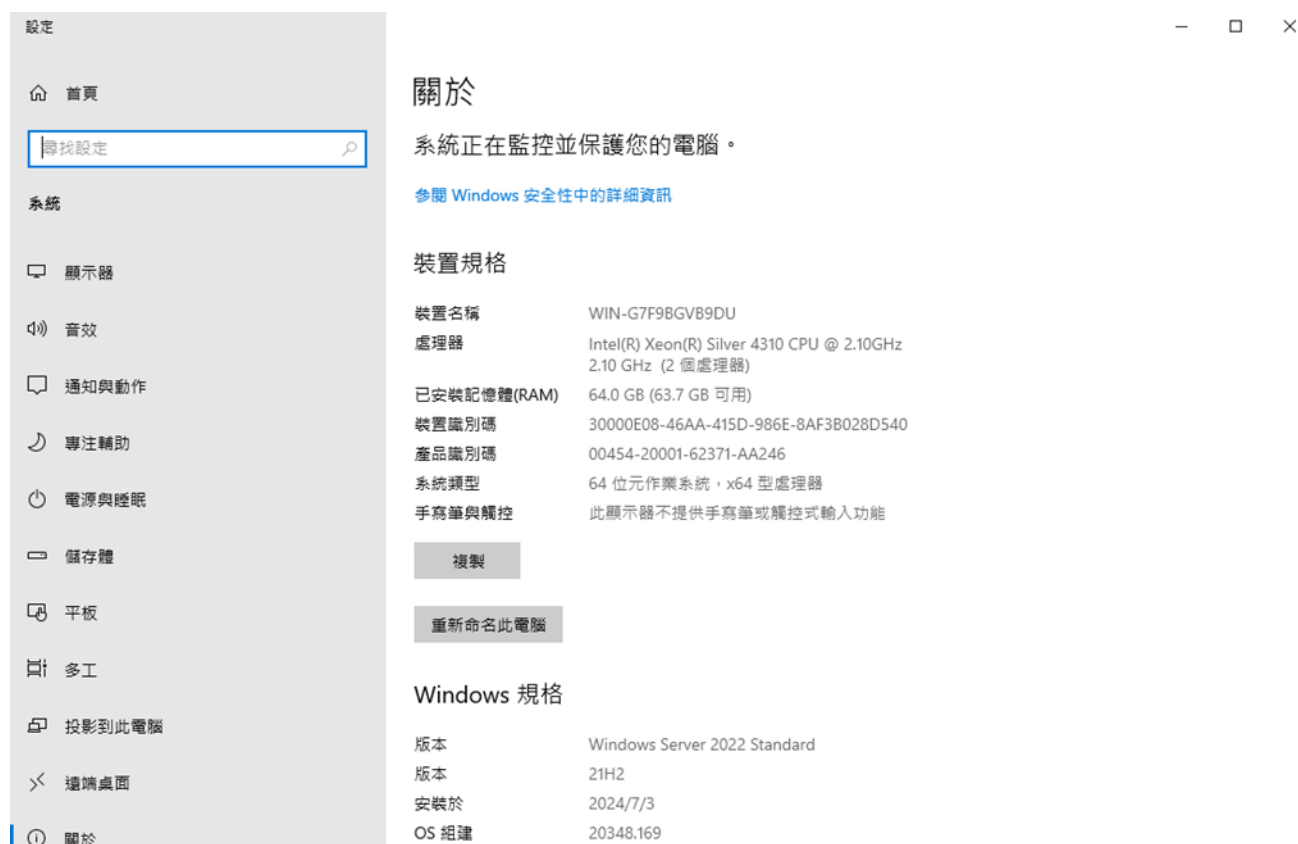 設定
首頁
尋找設定
系統
顯示器
音效
通知與動作
專注輔助
電源與睡眠
儲存體
平板
多工
投影到此電腦
遠端桌面
關於
關於
系統正在監控並保護您的電腦。
參閱 Windows 安全性中的詳細資訊
裝置規格
裝置名稱 WIN-G7F9BGVB9DU
處理器 Intel(R) Xeon(R) Silver 4310 CPU @ 2.10GHz
2.10 GHz (2 個處理器)
已安裝記憶體(RAM) 64.0 GB (63.7 GB 可用)
裝置識別碼 30000E08-46AA-415D-986E-8AF3B028D540
產品識別碼 00454-20001-62371-AA246
系統類型 64 位元作業系統，x64 型處理器
手寫筆與觸控 此顯示器不提供手寫筆或觸控式輸入功能
複製
重新命名此電腦
Windows 規格
版本 Windows Server 2022 Standard
版本 21H2
安裝於 2024/7/3
OS 組建 20348.169